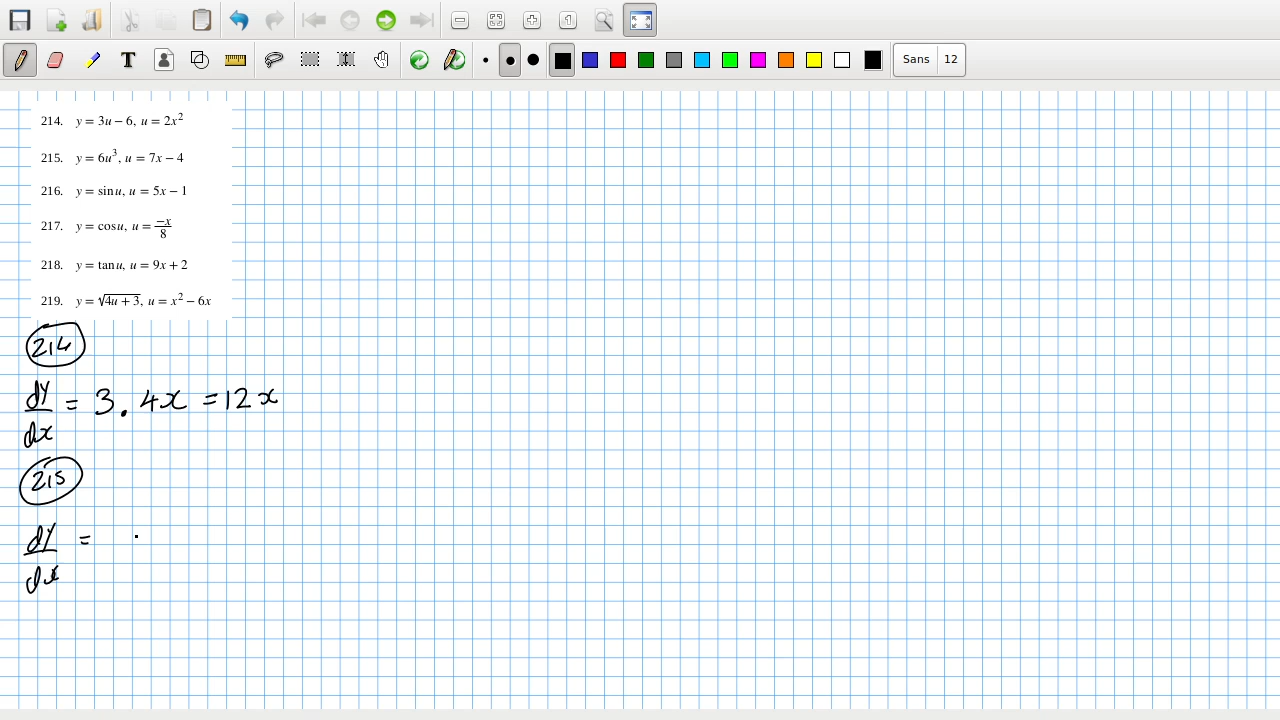 T
Sans 12
214. y = 3u − 6, u = 2x²
215. y = 6u³, u = 7x − 4
216. y = sin u, u = 5x − 1
217. y = cos u, u = −x/8
218. y = tan u, u = 9x + 2
219. y = √(4u + 3), u = x² − 6x
214
dy/dx = 3 . 4x = 12x
215
dy/dx =